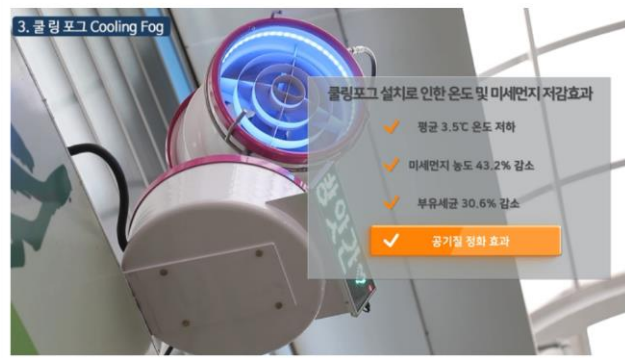 3. 쿨링 포그 Cooling Fog
쿨링포그 설치로 인한 온도 및 미세먼지 저감효과
평균 3.5℃ 온도 저하
미세먼지 농도 43.2% 감소
부유세균 30.6% 감소
공기질 정화 효과